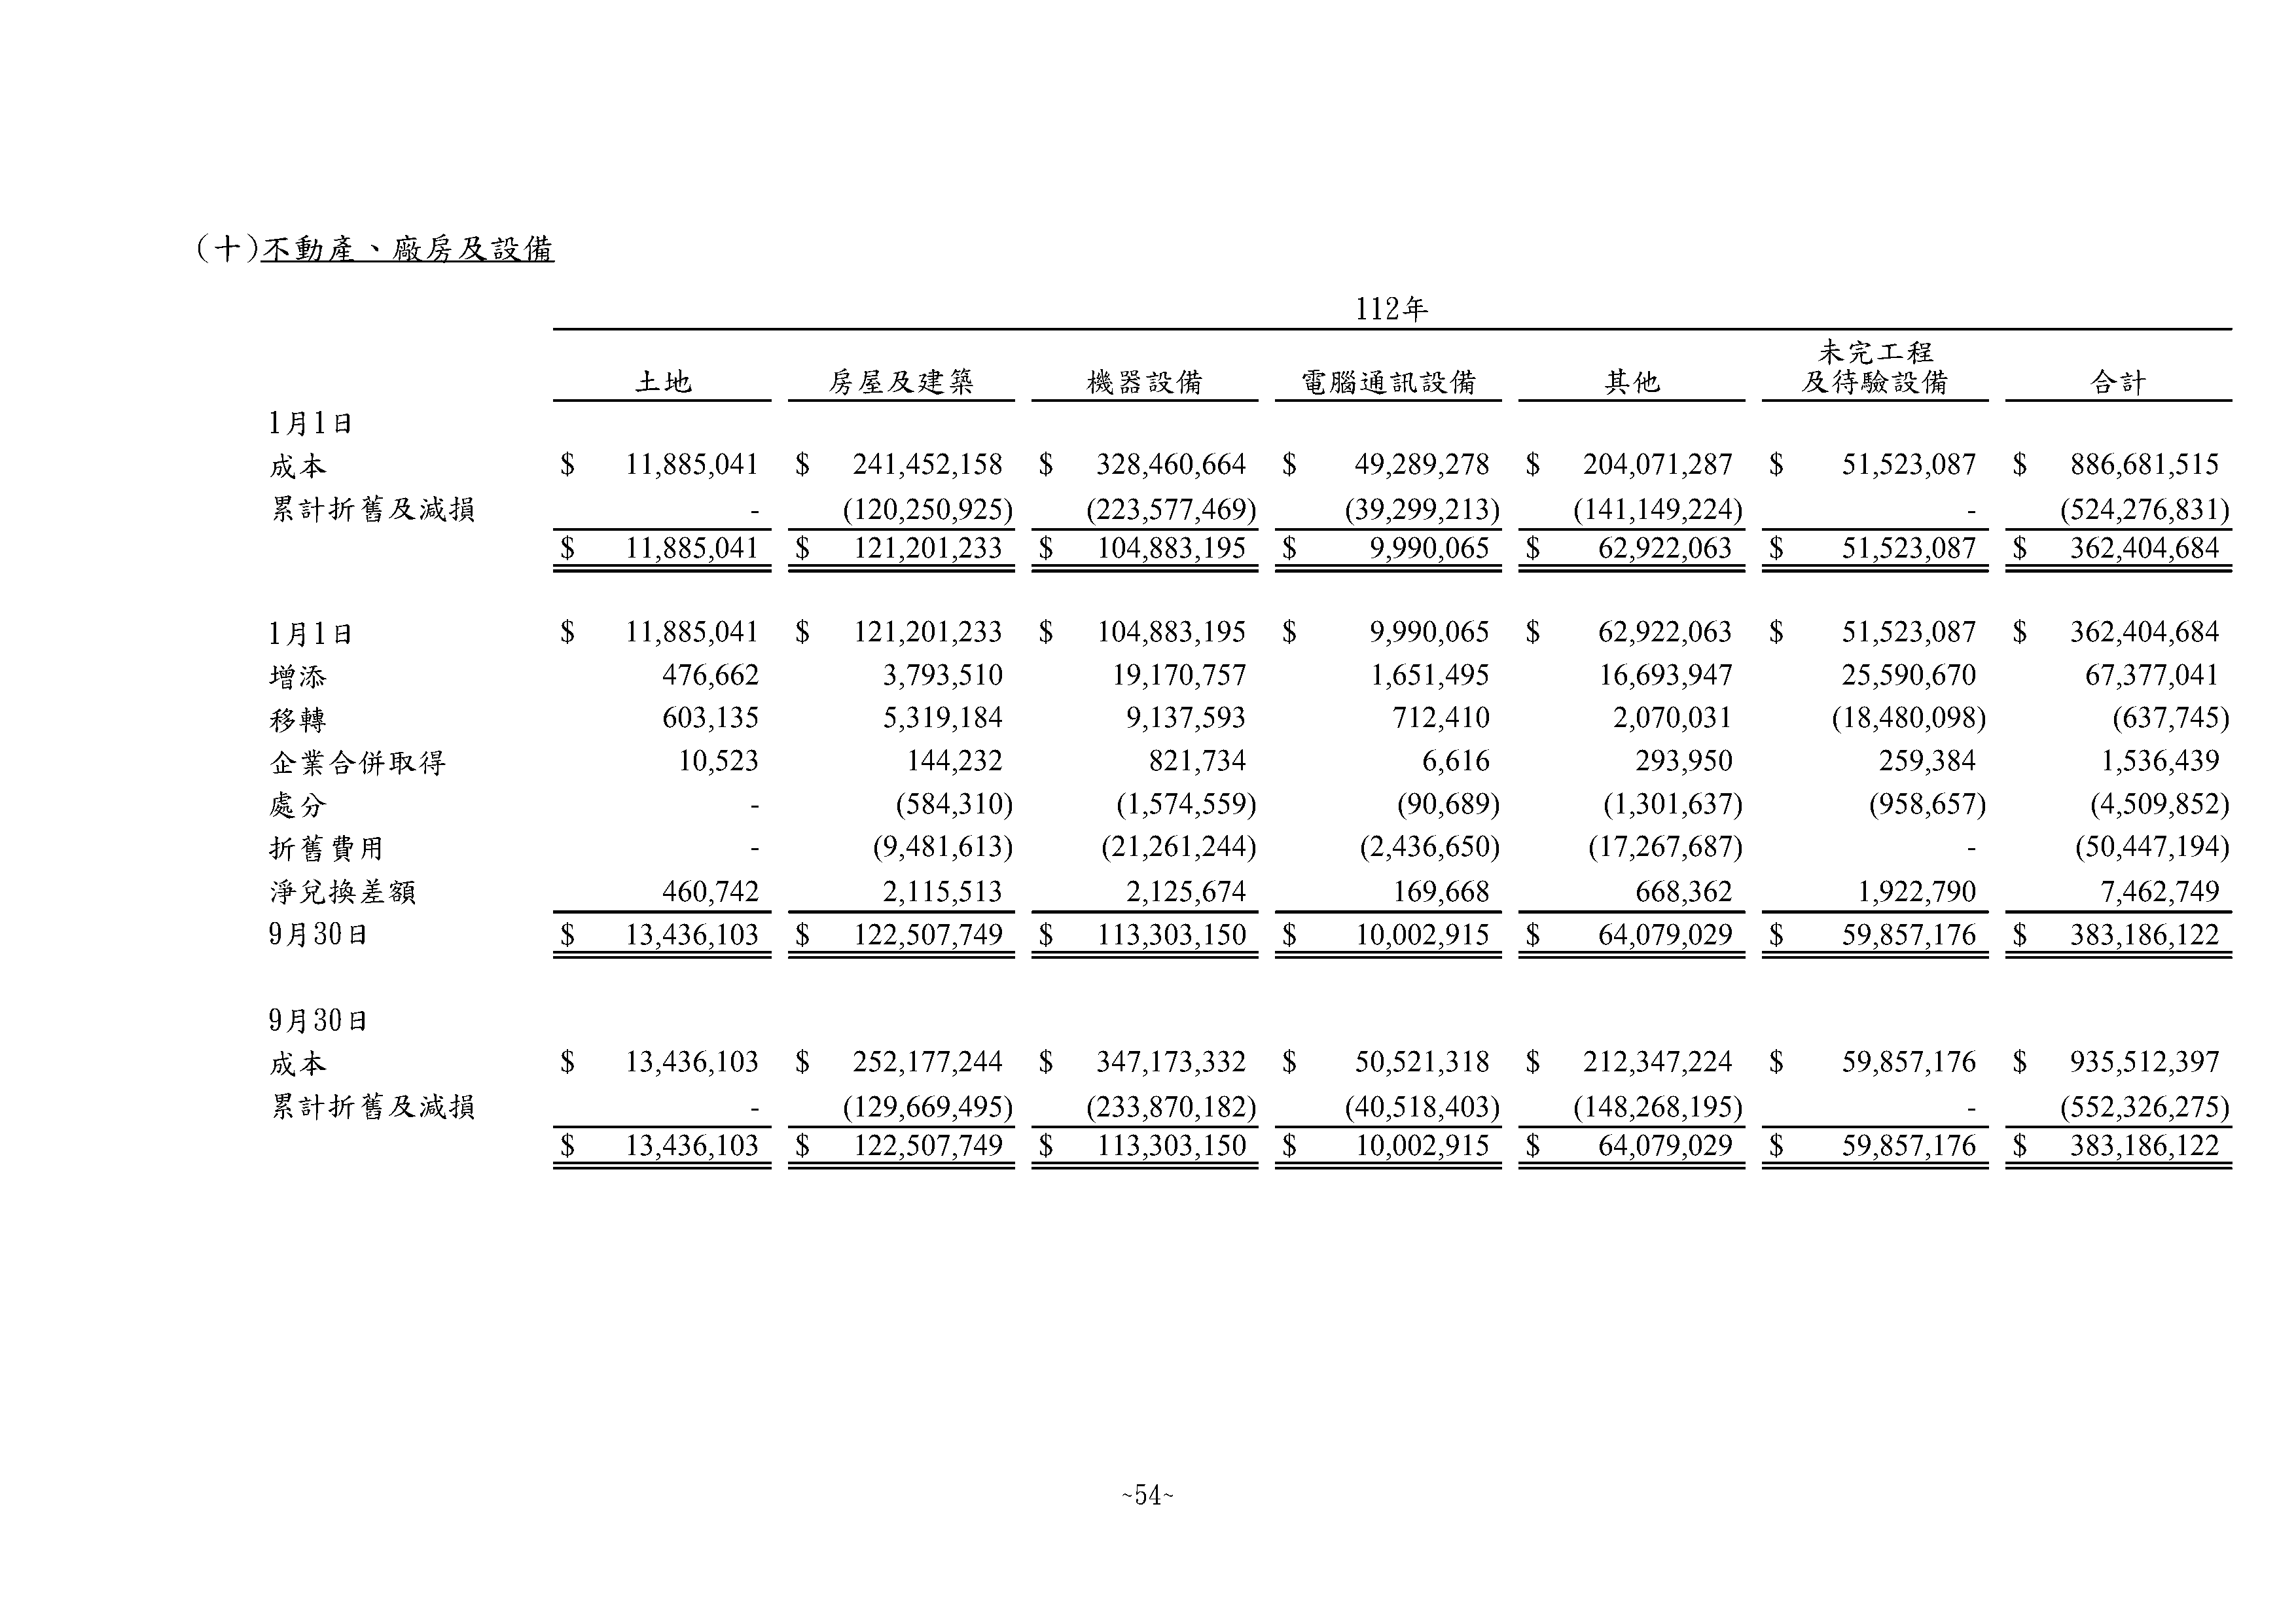 (十)不動產、廠房及設備
112年
未完工程
土地 房屋及建築 機器設備 電腦通訊設備 其他 及待驗設備 合計
1月1日
成本 $ 11,885,041 $ 241,452,158 $ 328,460,664 $ 49,289,278 $ 204,071,287 $ 51,523,087 $ 886,681,515
累計折舊及減損 - (120,250,925) (223,577,469) (39,299,213) (141,149,224) - (524,276,831)
$ 11,885,041 $ 121,201,233 $ 104,883,195 $ 9,990,065 $ 62,922,063 $ 51,523,087 $ 362,404,684
1月1日 $ 11,885,041 $ 121,201,233 $ 104,883,195 $ 9,990,065 $ 62,922,063 $ 51,523,087 $ 362,404,684
增添 476,662 3,793,510 19,170,757 1,651,495 16,693,947 25,590,670 67,377,041
移轉 603,135 5,319,184 9,137,593 712,410 2,070,031 (18,480,098) (637,745)
企業合併取得 10,523 144,232 821,734 6,616 293,950 259,384 1,536,439
處分 - (584,310) (1,574,559) (90,689) (1,301,637) (958,657) (4,509,852)
折舊費用 - (9,481,613) (21,261,244) (2,436,650) (17,267,687) - (50,447,194)
淨兌換差額 460,742 2,115,513 2,125,674 169,668 668,362 1,922,790 7,462,749
9月30日 $ 13,436,103 $ 122,507,749 $ 113,303,150 $ 10,002,915 $ 64,079,029 $ 59,857,176 $ 383,186,122
9月30日
成本 $ 13,436,103 $ 252,177,244 $ 347,173,332 $ 50,521,318 $ 212,347,224 $ 59,857,176 $ 935,512,397
累計折舊及減損 - (129,669,495) (233,870,182) (40,518,403) (148,268,195) - (552,326,275)
$ 13,436,103 $ 122,507,749 $ 113,303,150 $ 10,002,915 $ 64,079,029 $ 59,857,176 $ 383,186,122
~54~